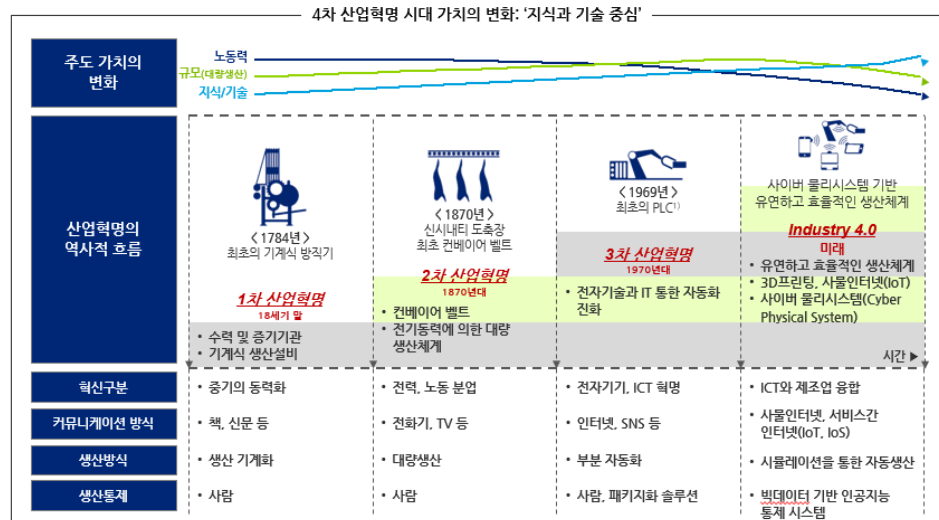 4차 산업혁명 시대 가치의 변화: ‘지식과 기술 중심’
주도 가치의
변화
노동력
규모(대량생산)
지식/기술
산업혁명의
역사적 흐름
<1784년>
최초의 기계식 방직기
1차 산업혁명
18세기 말
• 수력 및 증기기관
• 기계식 생산설비
<1870년>
신시내티 도축장
최초 컨베이어 벨트
2차 산업혁명
1870년대
• 컨베이어 벨트
• 전기동력에 의한 대량
생산체계
<1969년>
최초의 PLC1)
3차 산업혁명
1970년대
• 전자기술과 IT 통한 자동화
진화
사이버 물리시스템 기반
유연하고 효율적인 생산체계
Industry 4.0
미래
• 유연하고 효율적인 생산체계
• 3D프린팅, 사물인터넷(IoT)
• 사이버 물리시스템(Cyber
Physical System)
시간 ▶
혁신구분
• 중기의 동력화
• 전력, 노동 분업
• 전자기기, ICT 혁명
• ICT와 제조업 융합
커뮤니케이션 방식
• 책, 신문 등
• 전화기, TV 등
• 인터넷, SNS 등
• 사물인터넷, 서비스간
인터넷(IoT, IoS)
생산방식
• 생산 기계화
• 대량생산
• 부분 자동화
• 시뮬레이션을 통한 자동생산
생산통제
• 사람
• 사람
• 사람, 패키지화 솔루션
• 빅데이터 기반 인공지능
통제 시스템